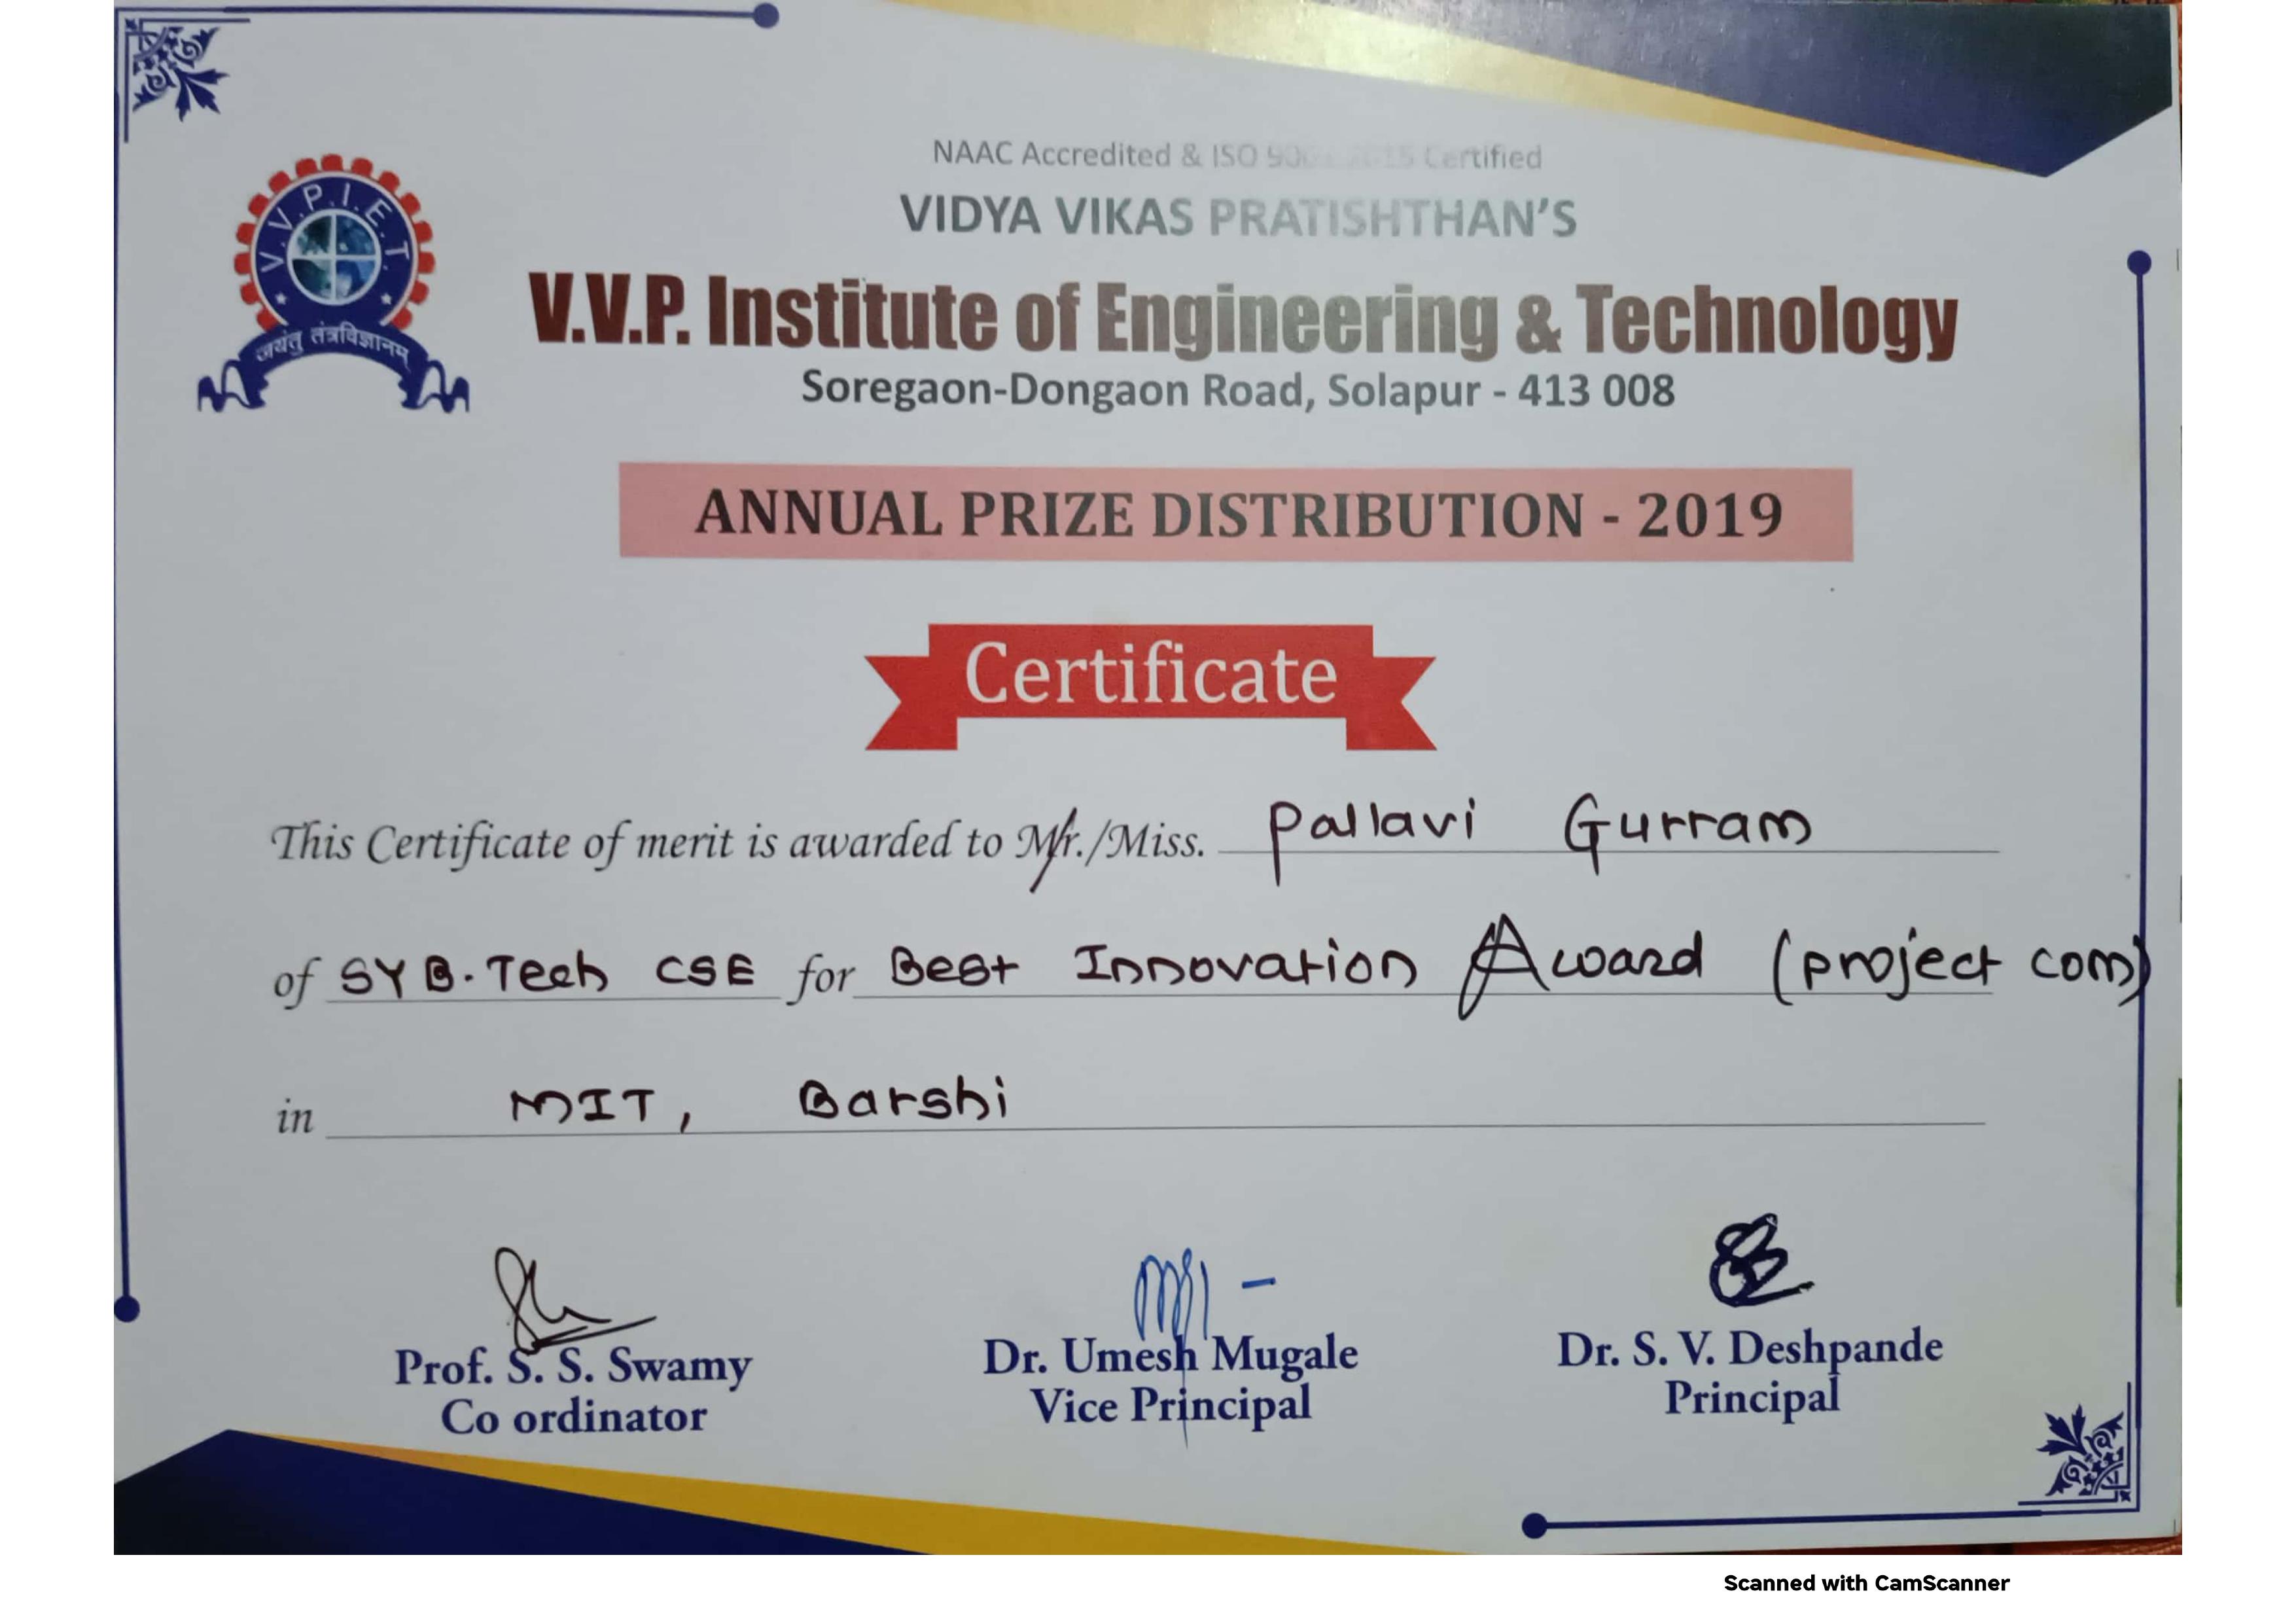 NAAC Accredited & ISO Certified
VIDYA VIKAS PRATISHTHAN'S
V.V.P.I.E.T.
जयंतु तंत्रविज्ञानम्
V.V.P. Institute of Engineering & Technology
Soregaon-Dongaon Road, Solapur - 413 008
ANNUAL PRIZE DISTRIBUTION - 2019
Certificate
This Certificate of merit is awarded to Mr./Miss. Pallavi Gurram
of SY B.Tech CSE for Best Innovation Award (project com)
in MIT, Barshi
Prof. S. S. Swamy
Co ordinator
Dr. Umesh Mugale
Vice Principal
Dr. S. V. Deshpande
Principal
Scanned with CamScanner